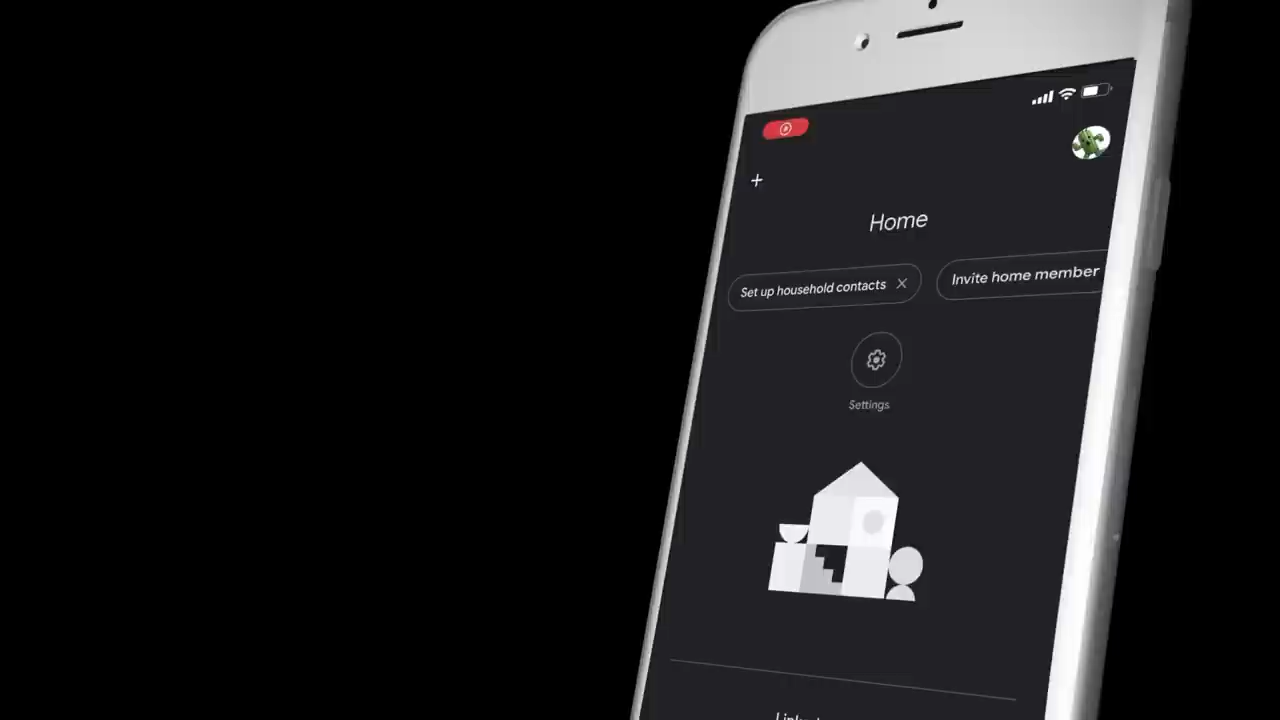 +
Home
Set up household contacts ×
Invite home member
Settings